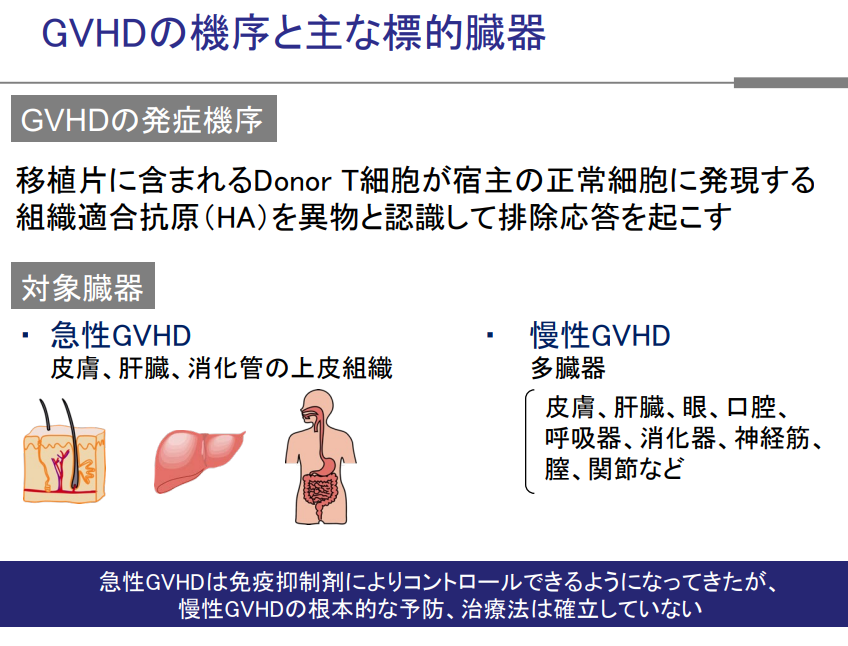 GVHDの機序と主な標的臓器
GVHDの発症機序
移植片に含まれるDonor T細胞が宿主の正常細胞に発現する
組織適合抗原（HA）を異物と認識して排除応答を起こす
対象臓器
▪ 急性GVHD
皮膚、肝臓、消化管の上皮組織
▪ 慢性GVHD
多臓器
皮膚、肝臓、眼、口腔、
呼吸器、消化器、神経筋、
膣、関節など
急性GVHDは免疫抑制剤によりコントロールできるようになってきたが、
慢性GVHDの根本的な予防、治療法は確立していない